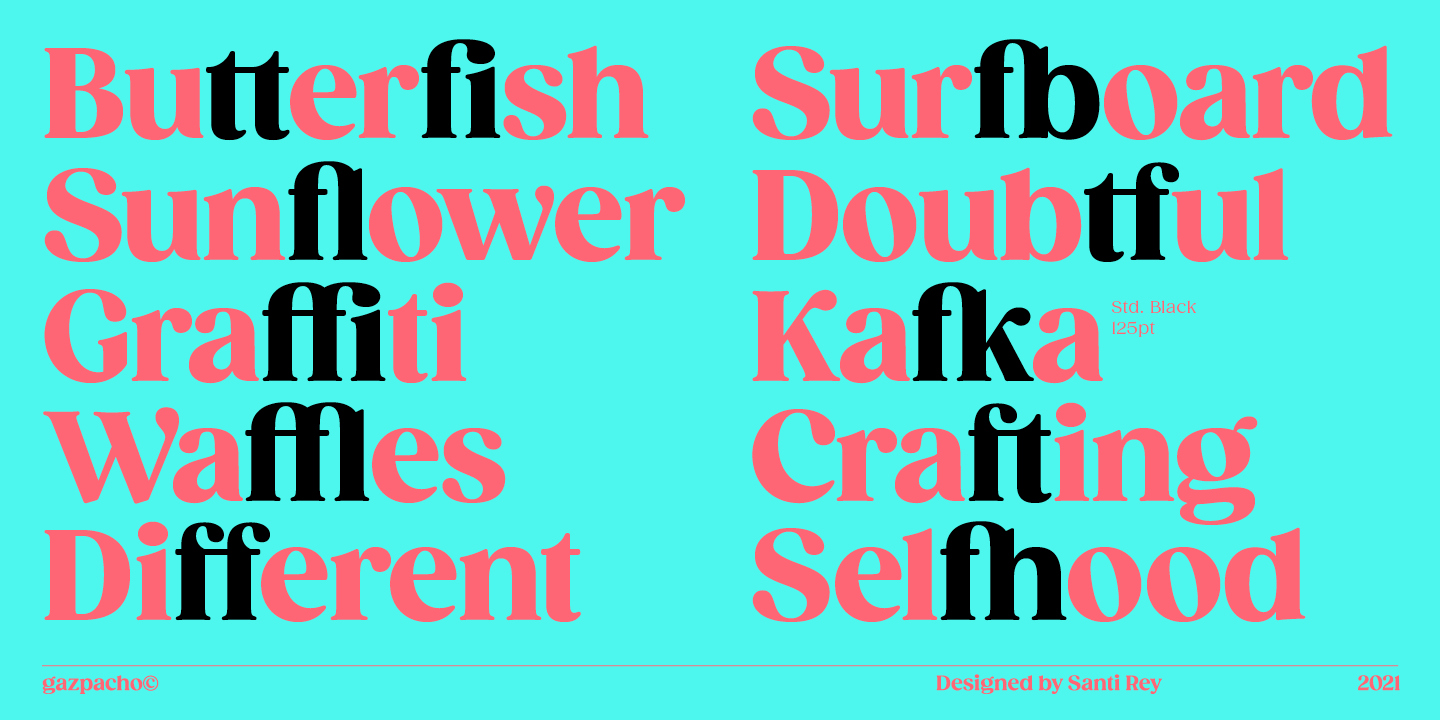 Butterfish
Sunflower
Graffiti
Waffles
Different
Surfboard
Doubtful
Kafka
Std. Black
125pt
Crafting
Selfhood
gazpacho©
Designed by Santi Rey
2021